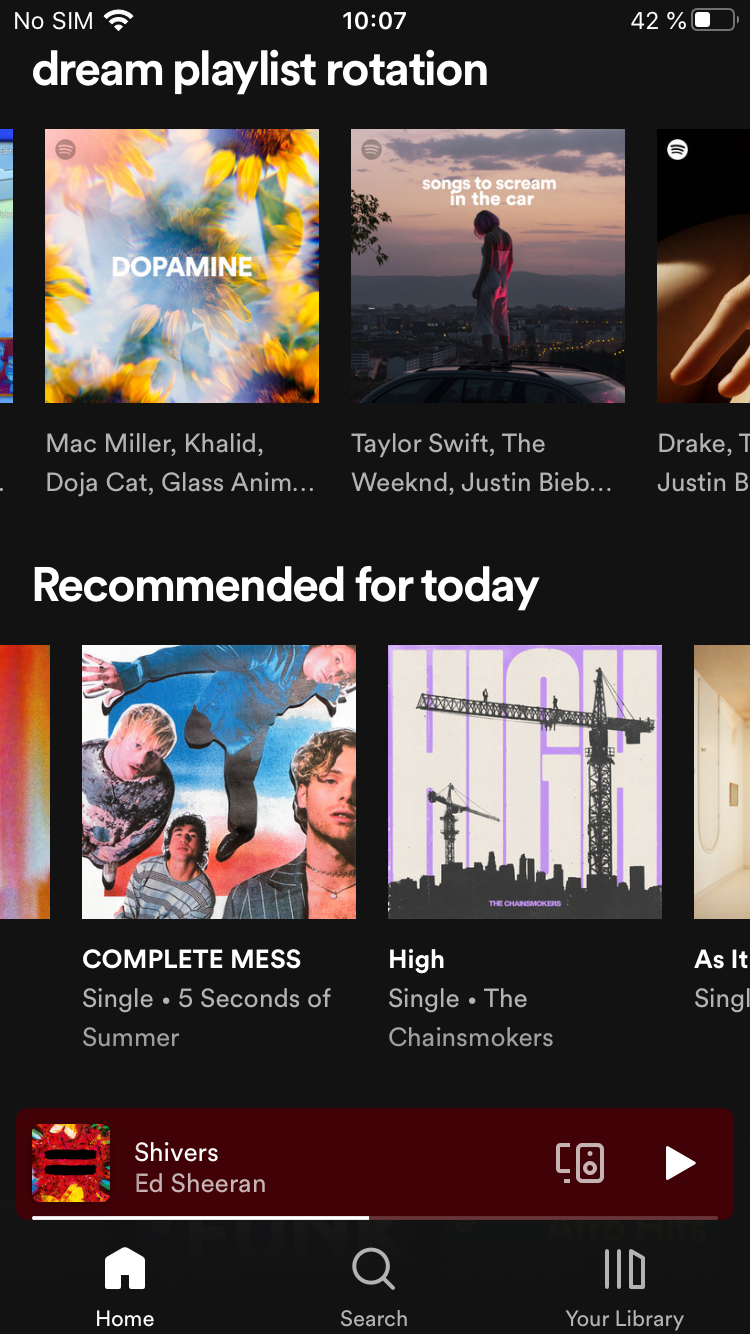 No SIM 10:07 42 %
dream playlist rotation
DOPAMINE
songs to scream
in the car
Mac Miller, Khalid,
Doja Cat, Glass Anim...
Taylor Swift, The
Weeknd, Justin Bieb...
Drake, T
Justin B
Recommended for today
HIGH
THE CHAINSMOKERS
COMPLETE MESS
Single • 5 Seconds of
Summer
High
Single • The
Chainsmokers
As It
Singl
Shivers
Ed Sheeran
FUNK
Afro Hits
Home
Search
Your Library